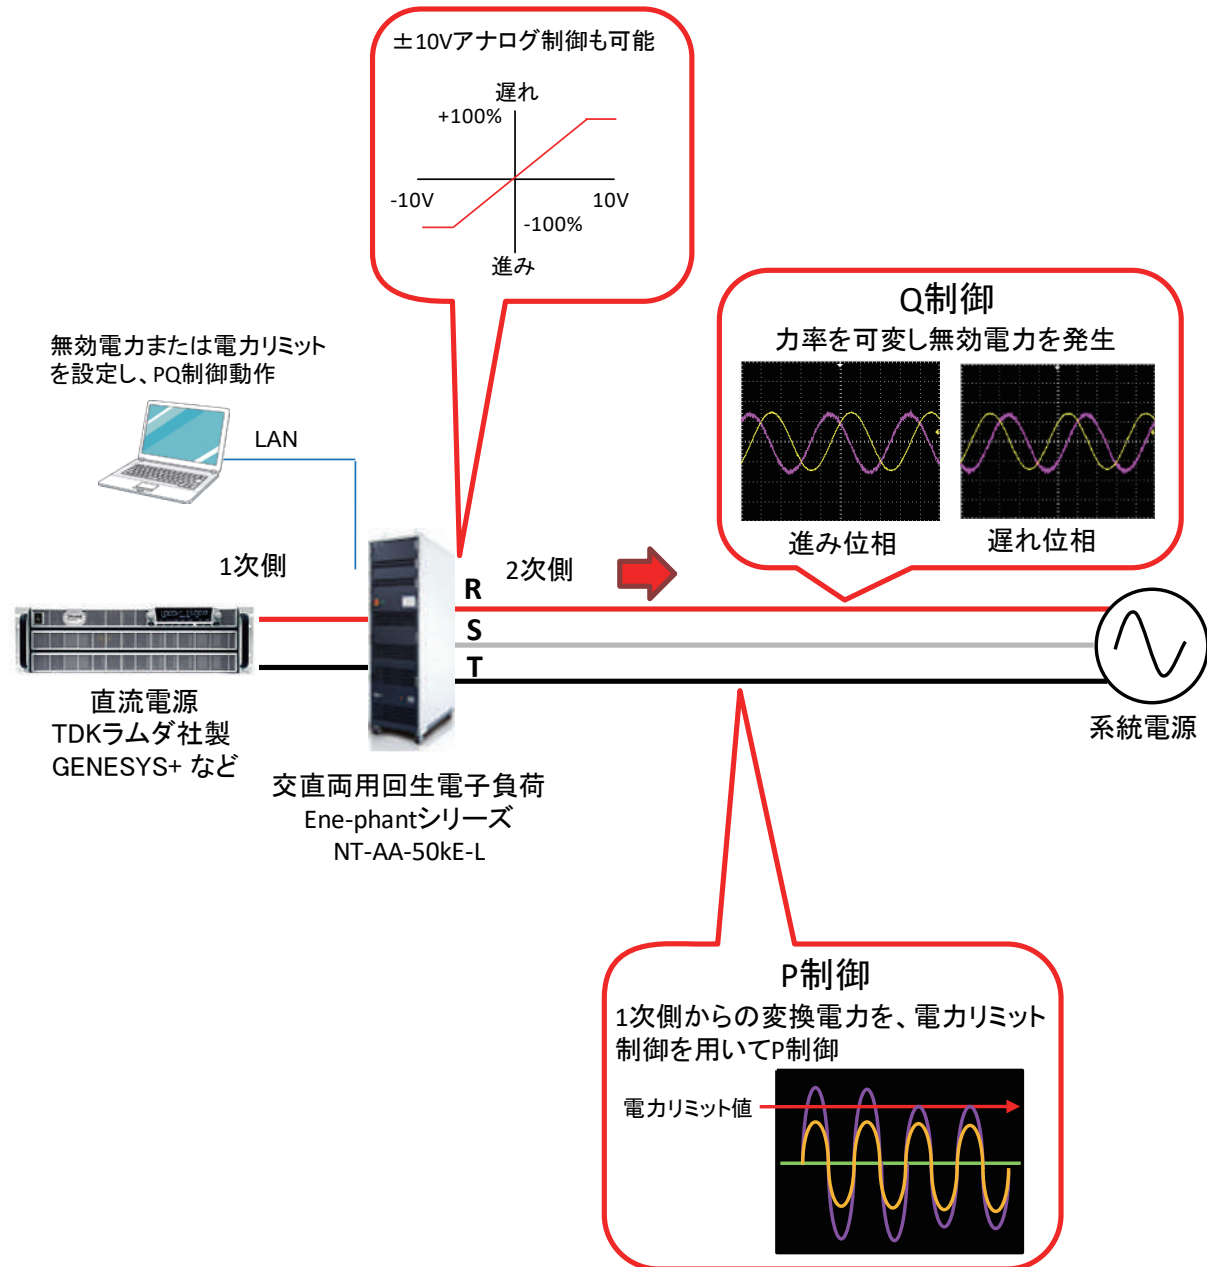 ±10Vアナログ制御も可能
遅れ
+100%
-10V
10V
-100%
進み
Q制御
力率を可変し無効電力を発生
進み位相
遅れ位相
無効電力または電力リミット
を設定し、PQ制御動作
LAN
1次側
2次側
R
S
T
直流電源
TDKラムダ社製
GENESYS+ など
系統電源
交直両用回生電子負荷
Ene-phantシリーズ
NT-AA-50kE-L
P制御
1次側からの変換電力を、電力リミット
制御を用いてP制御
電力リミット値